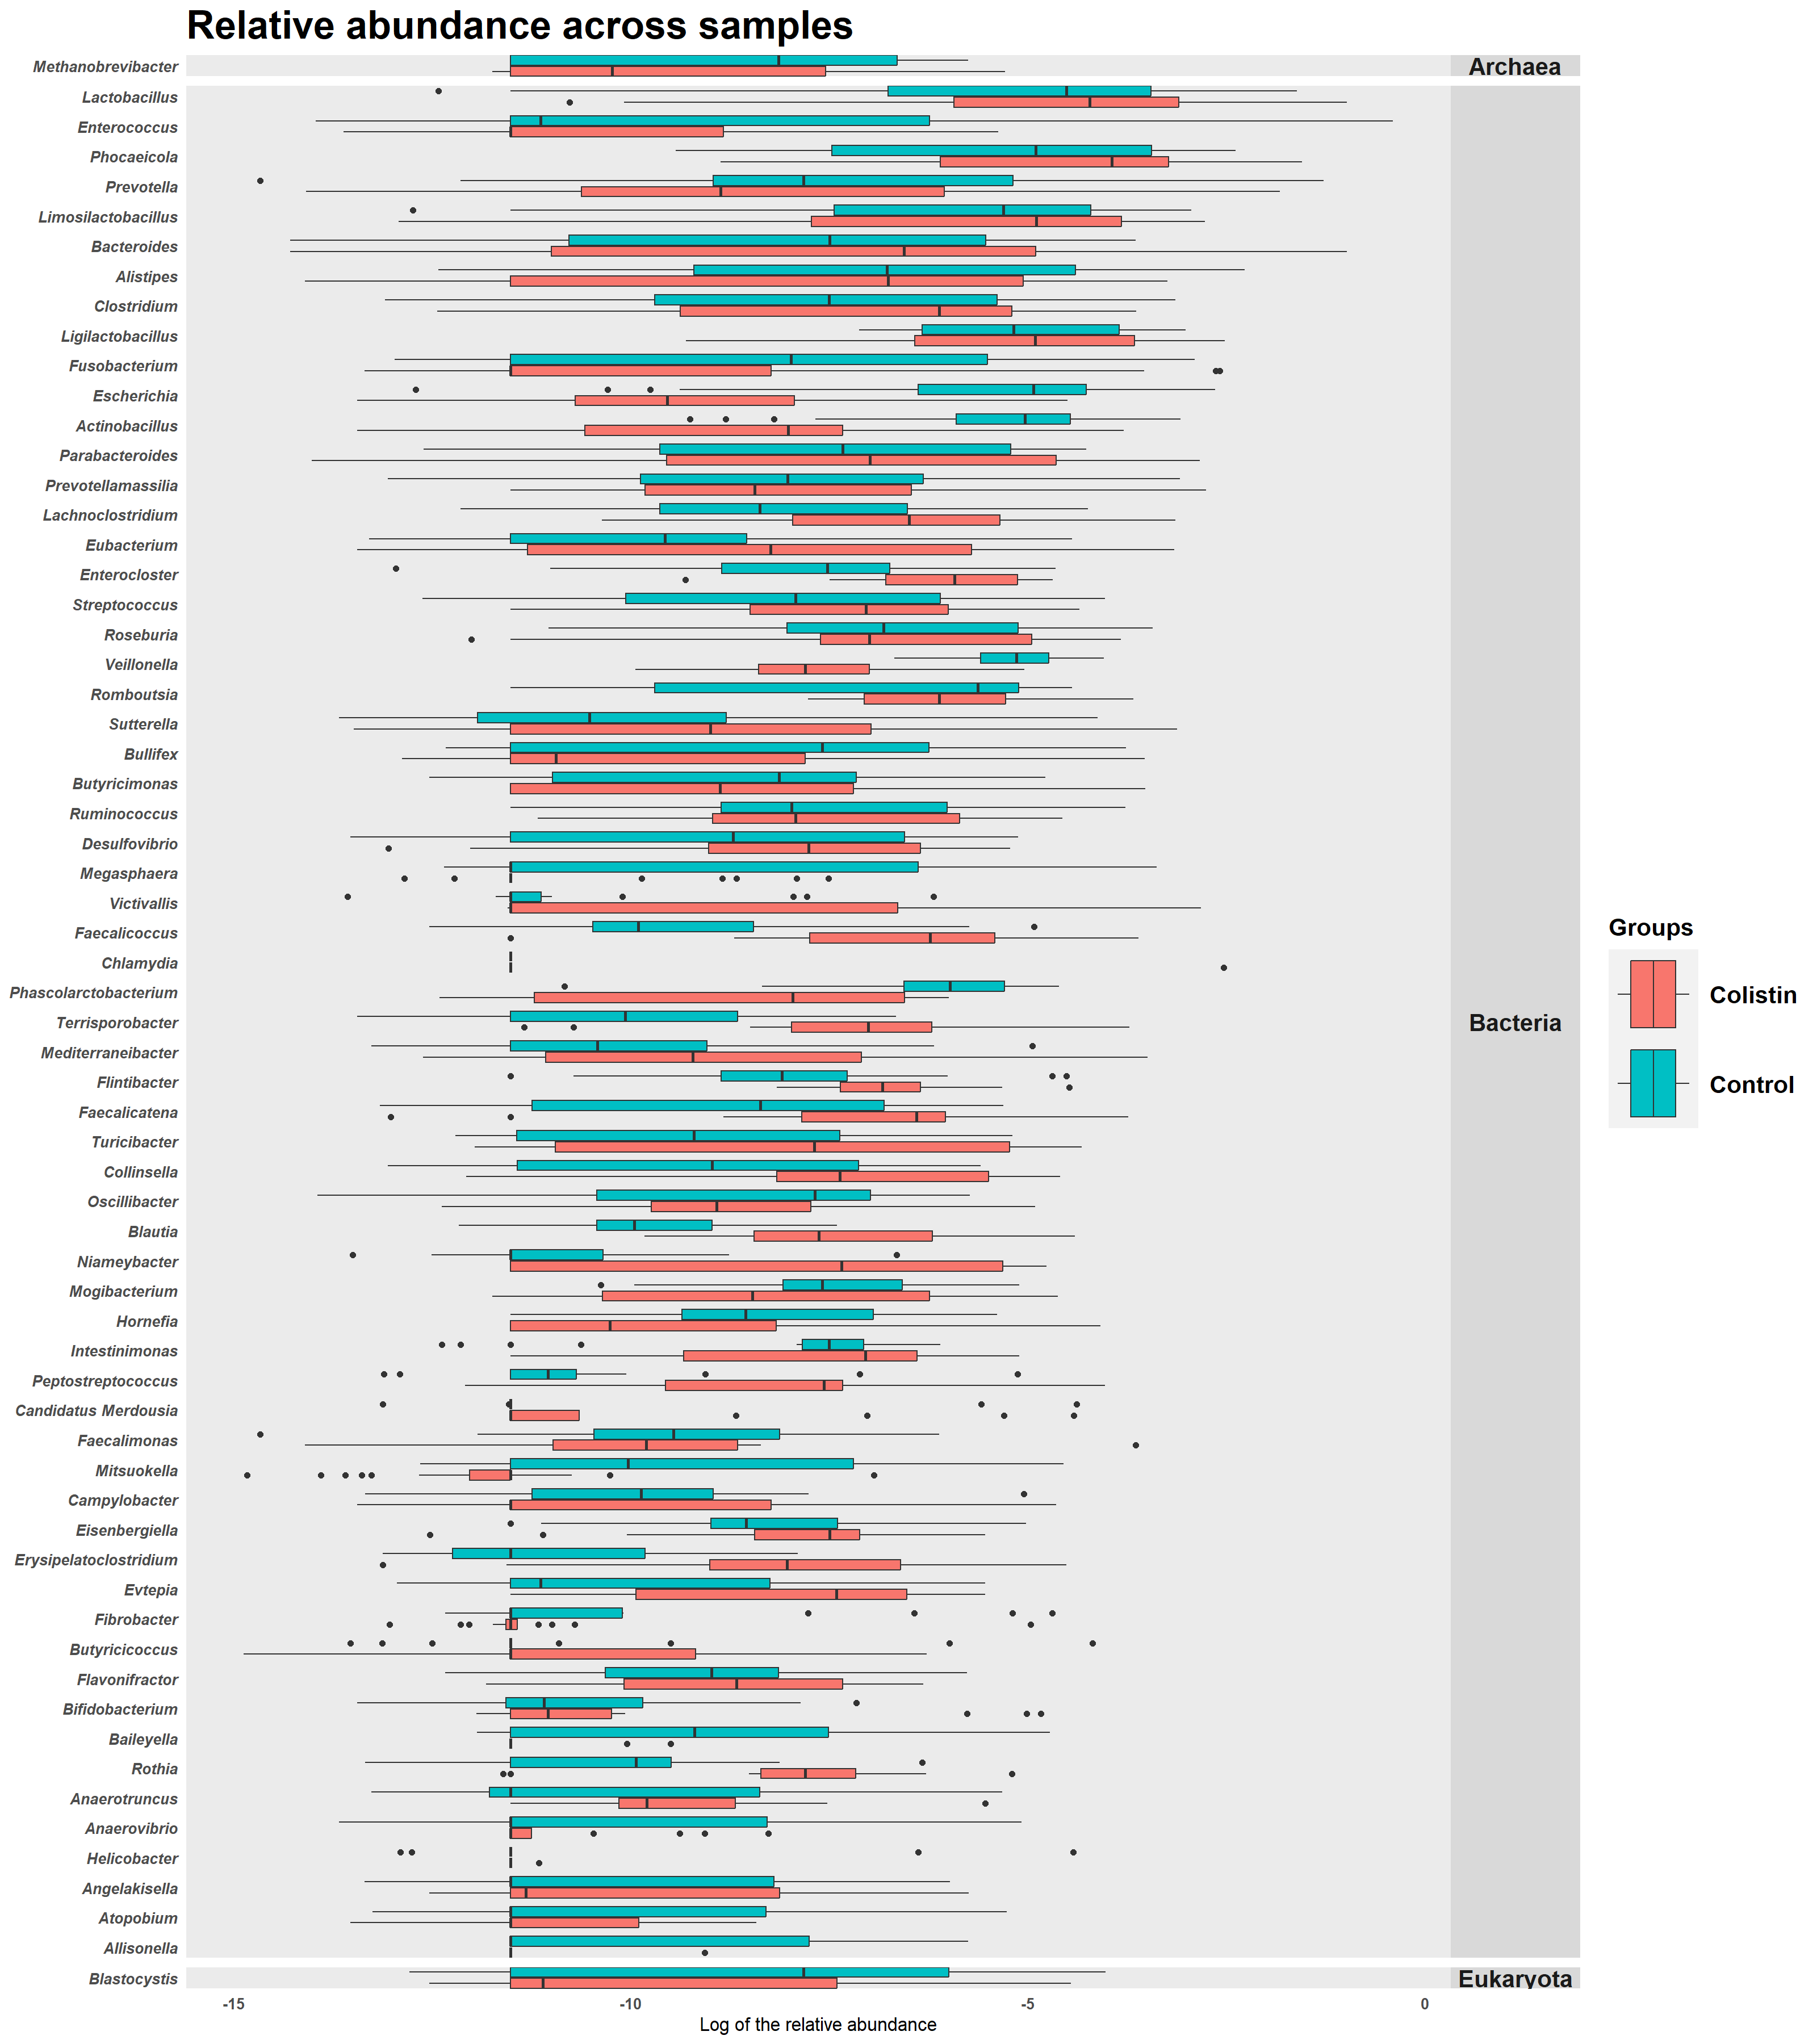 Relative abundance across samples
Methanobrevibacter
Archaea
Lactobacillus
Enterococcus
Phocaeicola
Prevotella
Limosilactobacillus
Bacteroides
Alistipes
Clostridium
Ligilactobacillus
Fusobacterium
Escherichia
Actinobacillus
Parabacteroides
Prevotellamassilia
Lachnoclostridium
Eubacterium
Enterocloster
Streptococcus
Roseburia
Veillonella
Romboutsia
Sutterella
Bullifex
Butyricimonas
Ruminococcus
Desulfovibrio
Megasphaera
Victivallis
Faecalicoccus
Chlamydia
Phascolarctobacterium
Terrisporobacter
Mediterraneibacter
Flintibacter
Faecalicatena
Turicibacter
Collinsella
Oscillibacter
Blautia
Niameybacter
Mogibacterium
Hornefia
Intestinimonas
Peptostreptococcus
Candidatus Merdousia
Faecalimonas
Mitsuokella
Campylobacter
Eisenbergiella
Erysipelatoclostridium
Evtepia
Fibrobacter
Butyricicoccus
Flavonifractor
Bifidobacterium
Baileyella
Rothia
Anaerotruncus
Anaerovibrio
Helicobacter
Angelakisella
Atopobium
Allisonella
Bacteria
Blastocystis
Eukaryota
-15 -10 -5 0
Log of the relative abundance
Groups
Colistin
Control